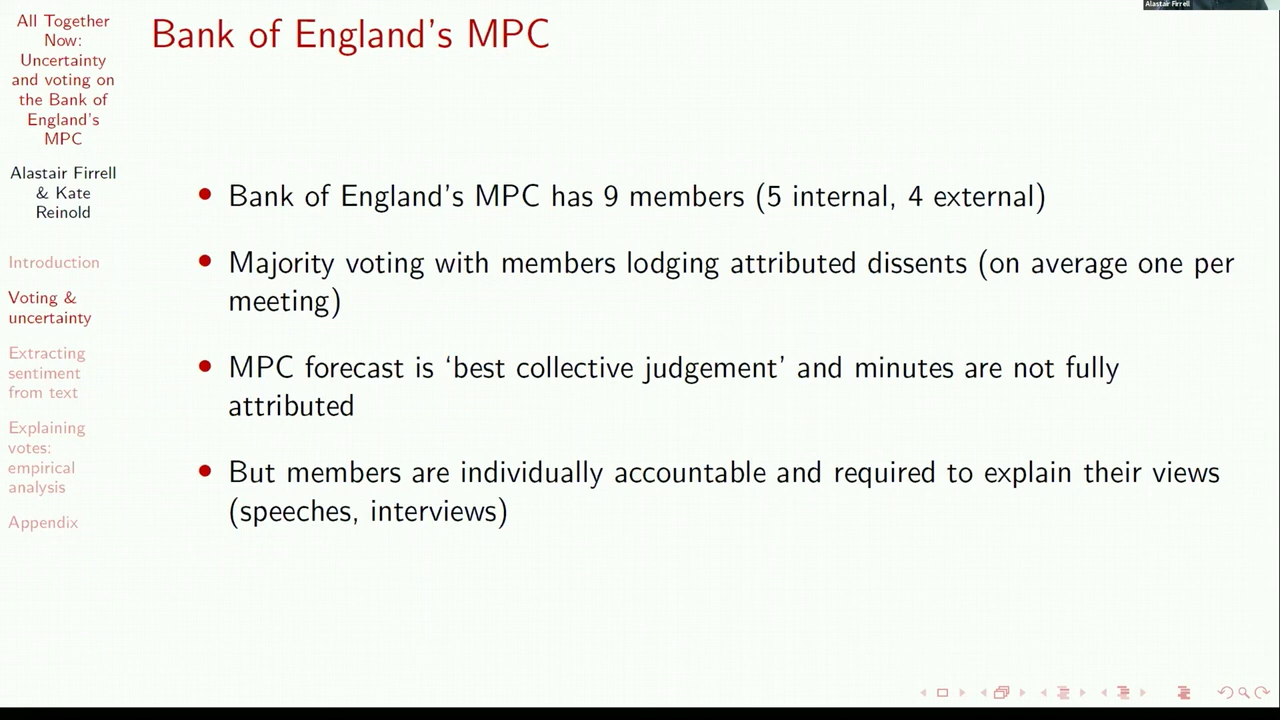 Alastair Firrell
All Together
Now:
Uncertainty
and voting on
the Bank of
England's
MPC
Alastair Firrell
& Kate
Reinold
Introduction
Voting &
uncertainty
Extracting
sentiment
from text
Explaining
votes:
empirical
analysis
Appendix
Bank of England's MPC
• Bank of England's MPC has 9 members (5 internal, 4 external)
• Majority voting with members lodging attributed dissents (on average one per
meeting)
• MPC forecast is ‘best collective judgement’ and minutes are not fully
attributed
• But members are individually accountable and required to explain their views
(speeches, interviews)